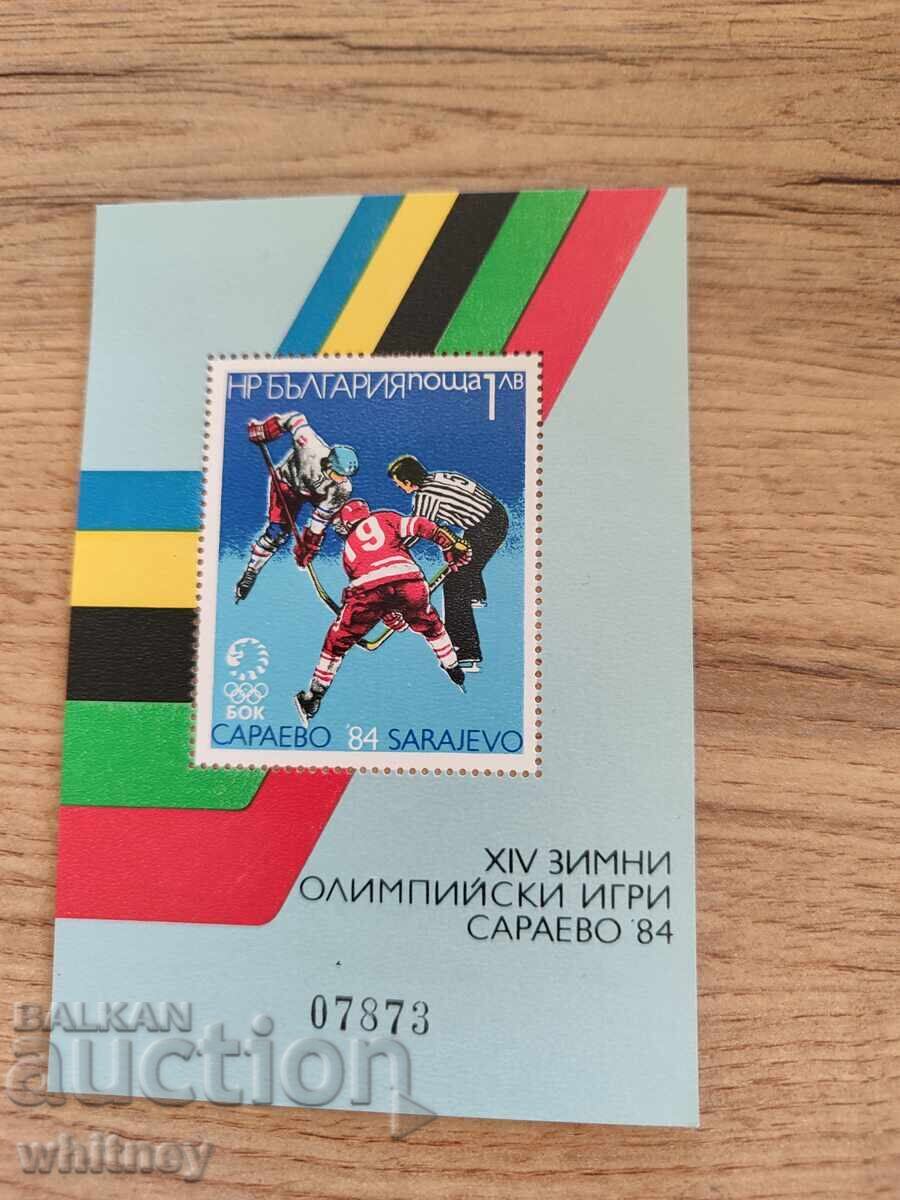 НР БЪЛГАРИЯ поща 1 ЛВ
5
19
БОК
САРАЕВО '84 SARAJEVO
XIV ЗИМНИ
ОЛИМПИЙСКИ ИГРИ
САРАЕВО '84
07873
BALKAN
auction
whitney